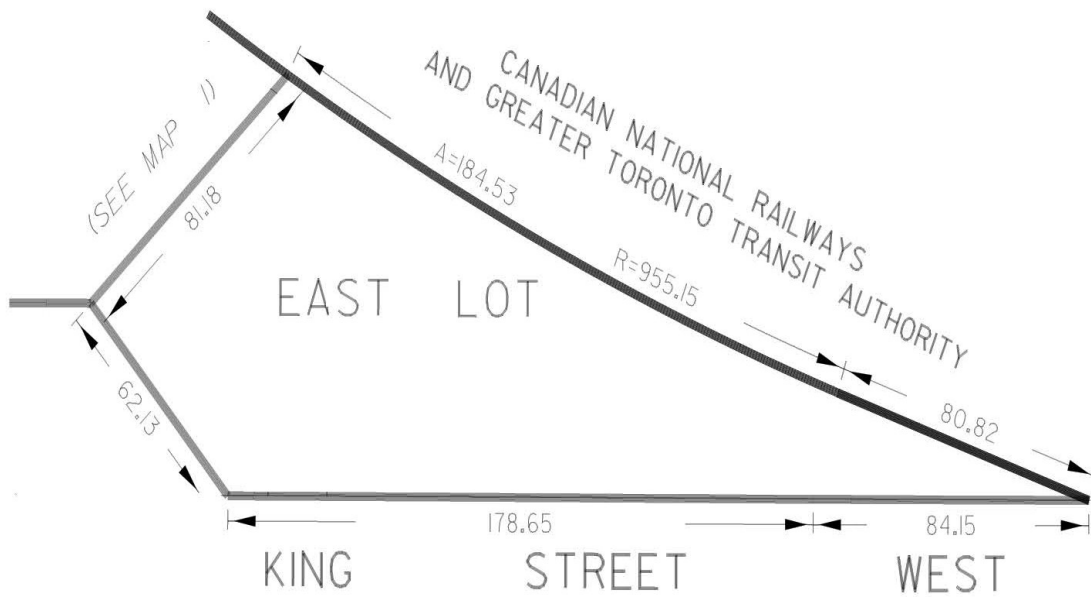 CANADIAN NATIONAL RAILWAYS
AND GREATER TORONTO TRANSIT AUTHORITY
(SEE MAP 1)
81.18
A=184.53
R=955.15
EAST LOT
62.13
80.82
178.65
84.15
KING STREET WEST